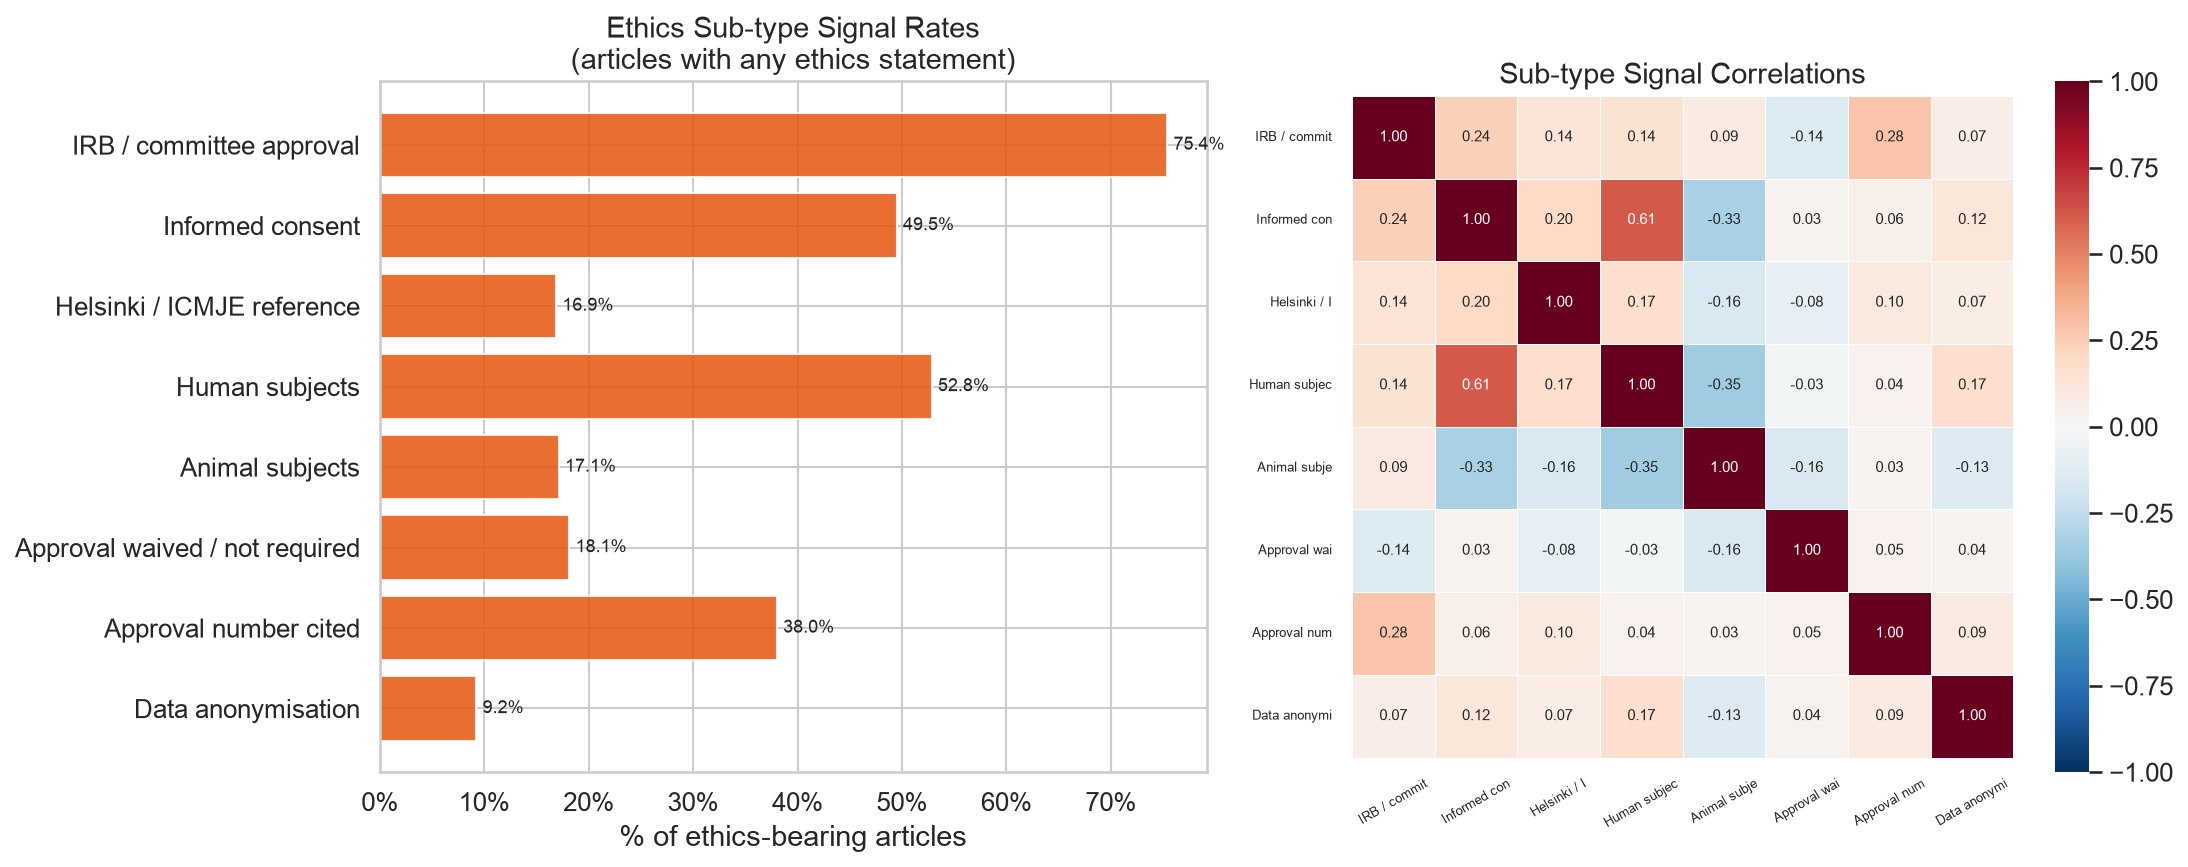 Ethics Sub-type Signal Rates
(articles with any ethics statement)
IRB / committee approval
75.4%
Informed consent
49.5%
Helsinki / ICMJE reference
16.9%
Human subjects
52.8%
Animal subjects
17.1%
Approval waived / not required
18.1%
Approval number cited
38.0%
Data anonymisation
9.2%
0% 10% 20% 30% 40% 50% 60% 70%
% of ethics-bearing articles
Sub-type Signal Correlations
IRB / commit 1.00 0.24 0.14 0.14 0.09 -0.14 0.28 0.07
Informed con 0.24 1.00 0.20 0.61 -0.33 0.03 0.06 0.12
Helsinki / I 0.14 0.20 1.00 0.17 -0.16 -0.08 0.10 0.07
Human subjec 0.14 0.61 0.17 1.00 -0.35 -0.03 0.04 0.17
Animal subje 0.09 -0.33 -0.16 -0.35 1.00 -0.16 0.03 -0.13
Approval wai -0.14 0.03 -0.08 -0.03 -0.16 1.00 0.05 0.04
Approval num 0.28 0.06 0.10 0.04 0.03 0.05 1.00 0.09
Data anonymi 0.07 0.12 0.07 0.17 -0.13 0.04 0.09 1.00
IRB / commit Informed con Helsinki / I Human subjec Animal subje Approval wai Approval num Data anonymi
1.00
0.75
0.50
0.25
0.00
−0.25
−0.50
−0.75
−1.00